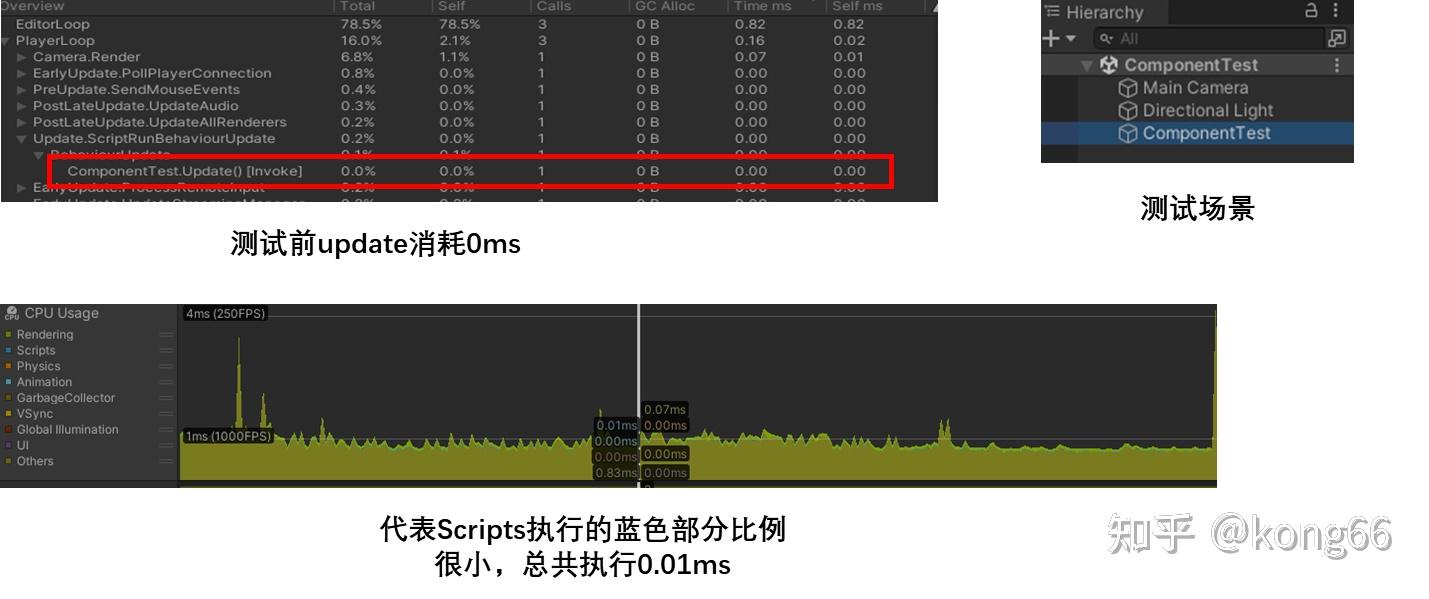 Overview Total Self Calls GC Alloc Time ms Self ms
EditorLoop 78.5% 78.5% 3 0 B 0.82 0.82
PlayerLoop 16.0% 2.1% 3 0 B 0.16 0.02
Camera.Render 6.8% 1.1% 1 0 B 0.07 0.01
EarlyUpdate.PollPlayerConnection 0.8% 0.0% 1 0 B 0.00 0.00
PreUpdate.SendMouseEvents 0.4% 0.0% 1 0 B 0.00 0.00
PostLateUpdate.UpdateAudio 0.3% 0.0% 1 0 B 0.00 0.00
PostLateUpdate.UpdateAllRenderers 0.2% 0.0% 1 0 B 0.00 0.00
Update.ScriptRunBehaviourUpdate 0.2% 0.0% 1 0 B 0.00 0.00
BehaviourUpdate 0.1% 0.1% 1 0 B 0.00 0.00
ComponentTest.Update() [Invoke] 0.0% 0.0% 1 0 B 0.00 0.00
EarlyUpdate.ProcessRemoteInput 0.2% 0.0% 1 0 B 0.00 0.00
Hierarchy
All
ComponentTest
Main Camera
Directional Light
ComponentTest
测试前update消耗0ms
测试场景
CPU Usage
Rendering
Scripts
Physics
Animation
GarbageCollector
VSync
Global Illumination
UI
Others
4ms (250FPS)
1ms (1000FPS)
0.07ms
0.01ms 0.00ms
0.00ms
0.00ms 0.00ms
0.83ms 0.00ms
代表Scripts执行的蓝色部分比例
很小，总共执行0.01ms
知乎 @kong66